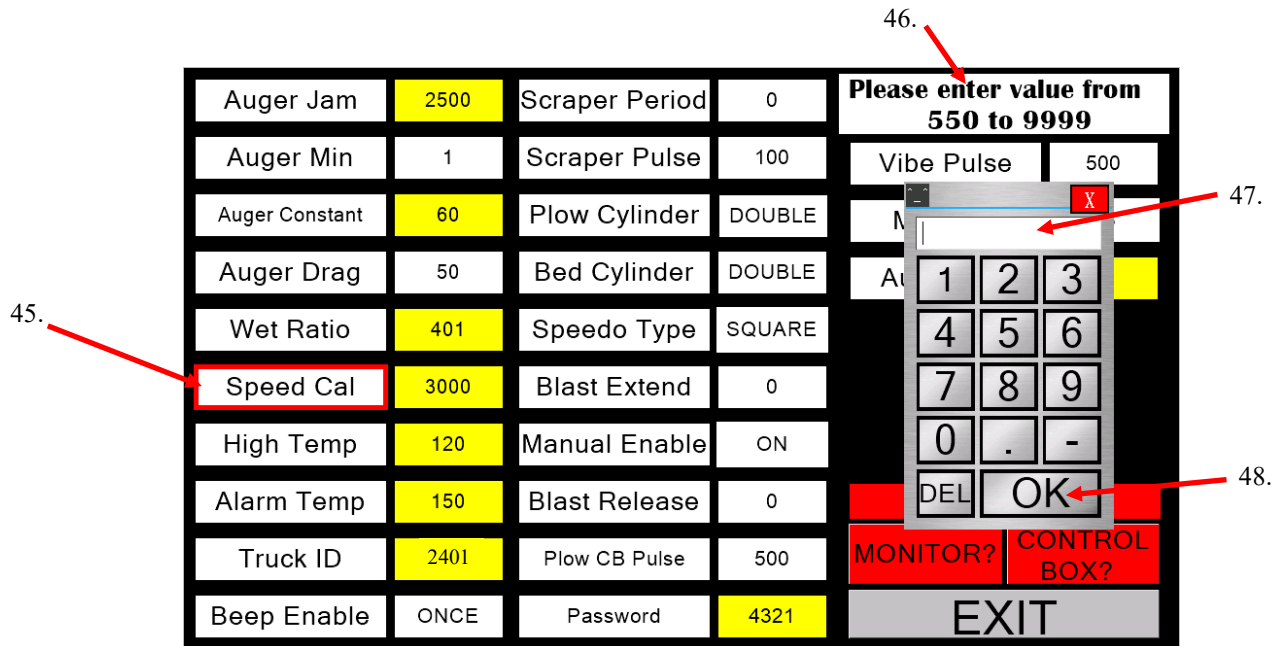 46.
Auger Jam 2500 Scraper Period 0 Please enter value from
550 to 9999
Auger Min 1 Scraper Pulse 100 Vibe Pulse 500
X
47.
Auger Constant 60 Plow Cylinder DOUBLE
Auger Drag 50 Bed Cylinder DOUBLE
1 2 3
45.
Wet Ratio 401 Speedo Type SQUARE
4 5 6
Speed Cal 3000 Blast Extend 0
7 8 9
High Temp 120 Manual Enable ON
0 . -
Alarm Temp 150 Blast Release 0
DEL OK
48.
Truck ID 2401 Plow CB Pulse 500
MONITOR? CONTROL
BOX?
Beep Enable ONCE Password 4321
EXIT